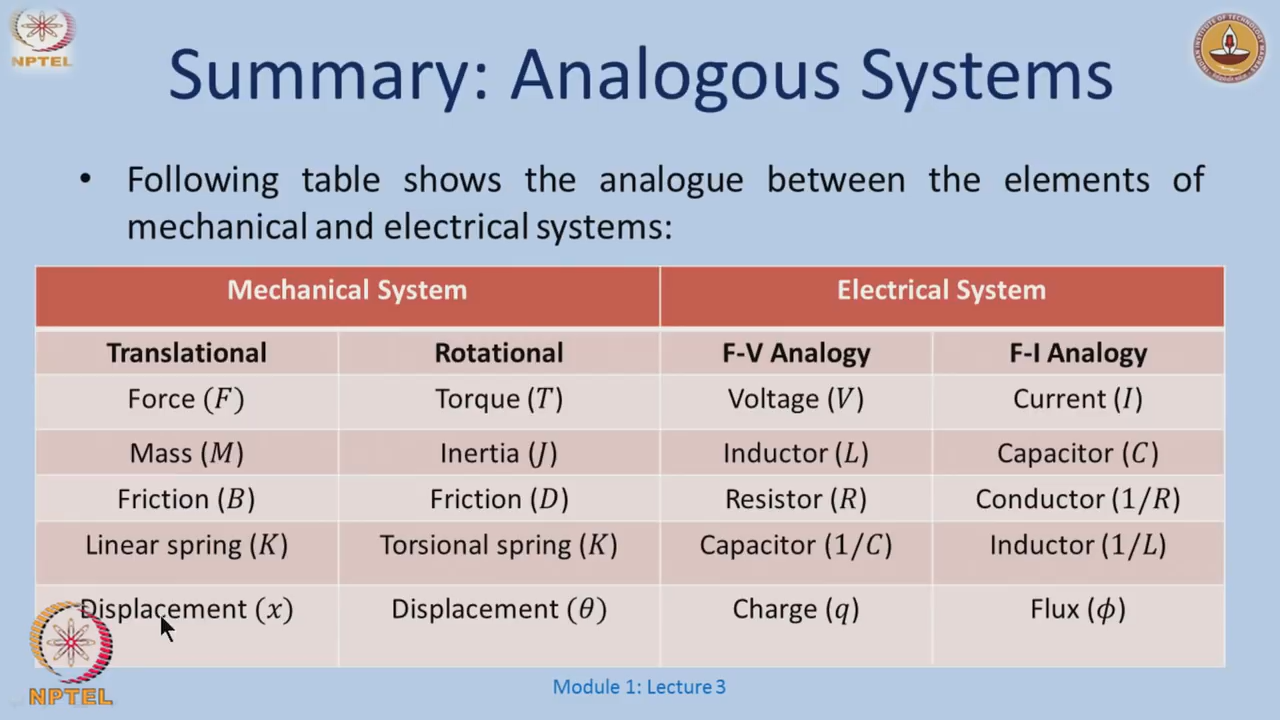 NPTEL
Summary: Analogous Systems
• Following table shows the analogue between the elements of
mechanical and electrical systems:
Mechanical System Electrical System
Translational Rotational F-V Analogy F-I Analogy
Force (F) Torque (T) Voltage (V) Current (I)
Mass (M) Inertia (J) Inductor (L) Capacitor (C)
Friction (B) Friction (D) Resistor (R) Conductor (1/R)
Linear spring (K) Torsional spring (K) Capacitor (1/C) Inductor (1/L)
Displacement (x) Displacement (θ) Charge (q) Flux (ϕ)
NPTEL
Module 1: Lecture 3